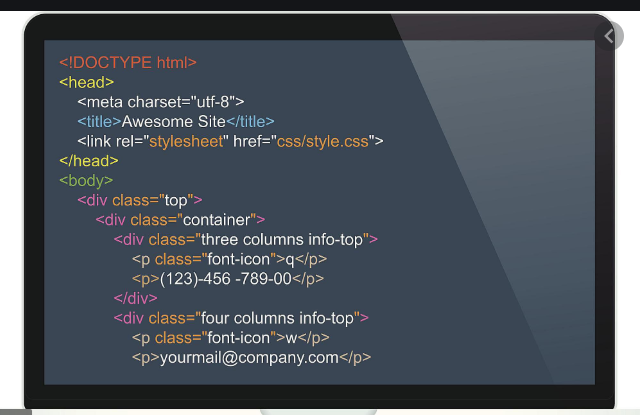 <!DOCTYPE html>
<head>
<meta charset="utf-8">
<title>Awesome Site</title>
<link rel="stylesheet" href="css/style.css">
</head>
<body>
<div class="top">
<div class="container">
<div class="three columns info-top">
<p class="font-icon">q</p>
<p>(123)-456 -789-00</p>
</div>
<div class="four columns info-top">
<p class="font-icon">w</p>
<p>yourmail@company.com</p>